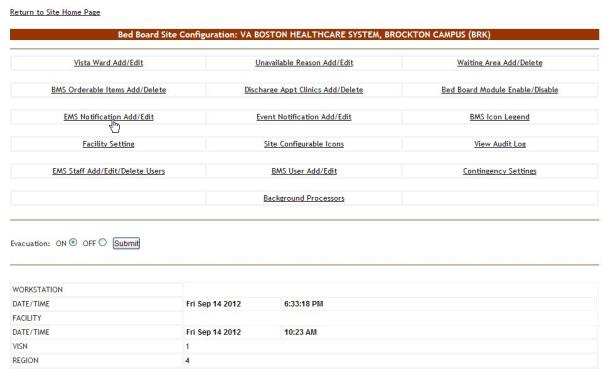 Return to Site Home Page
Bed Board Site Configuration: VA BOSTON HEALTHCARE SYSTEM, BROCKTON CAMPUS (BRK)
Vista Ward Add/Edit Unavailable Reason Add/Edit Waiting Area Add/Delete
BMS Orderable Items Add/Delete Discharge Appt Clinics Add/Delete Bed Board Module Enable/Disable
EMS Notification Add/Edit Event Notification Add/Edit BMS Icon Legend
Facility Setting Site Configurable Icons View Audit Log
EMS Staff Add/Edit/Delete Users BMS User Add/Edit Contingency Settings
Background Processors
Evacuation: ON OFF Submit
WORKSTATION
DATE/TIME Fri Sep 14 2012 6:33:18 PM
FACILITY
DATE/TIME Fri Sep 14 2012 10:23 AM
VISN 1
REGION 4